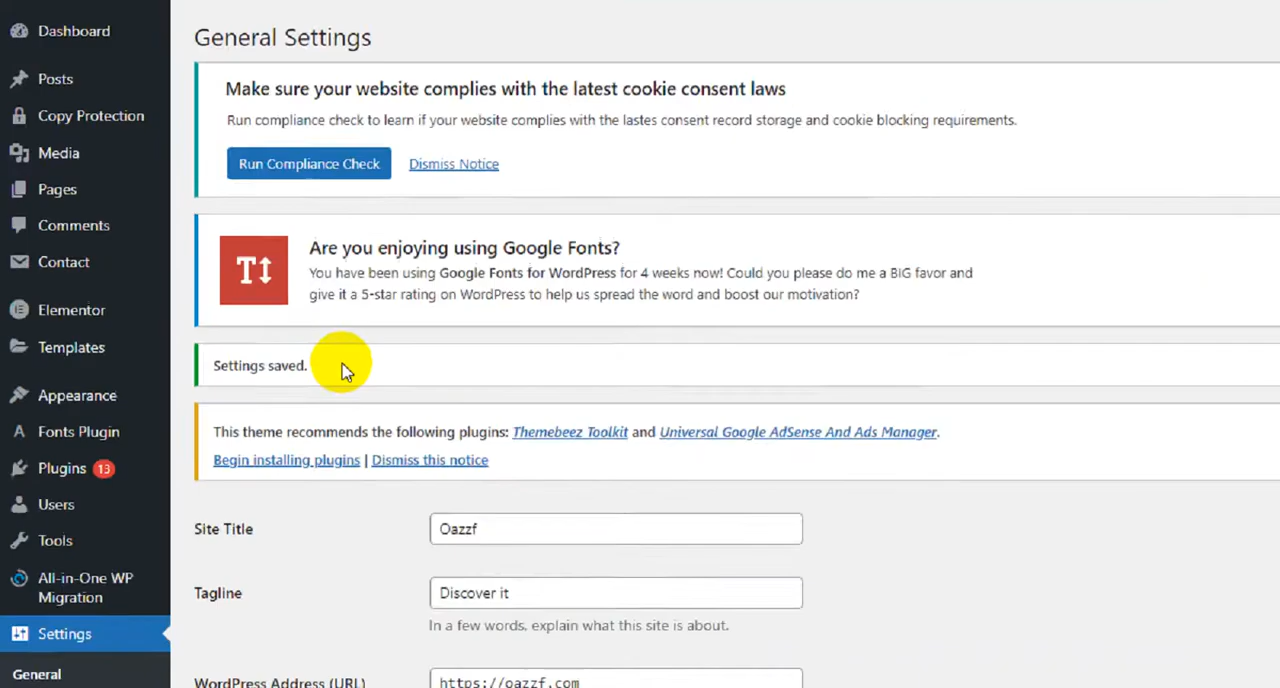 Dashboard
Posts
Copy Protection
Media
Pages
Comments
Contact
Elementor
Templates
Appearance
A Fonts Plugin
Plugins 13
Users
Tools
All-in-One WP
Migration
Settings
General
General Settings
Make sure your website complies with the latest cookie consent laws
Run compliance check to learn if your website complies with the lastes consent record storage and cookie blocking requirements.
Run Compliance Check Dismiss Notice
T
Are you enjoying using Google Fonts?
You have been using Google Fonts for WordPress for 4 weeks now! Could you please do me a BIG favor and
give it a 5-star rating on WordPress to help us spread the word and boost our motivation?
Settings saved.
This theme recommends the following plugins: Themebeez Toolkit and Universal Google AdSense And Ads Manager.
Begin installing plugins | Dismiss this notice
Site Title Oazzf
Tagline Discover it
In a few words, explain what this site is about.
WordPress Address (URL) https://oazzf.com